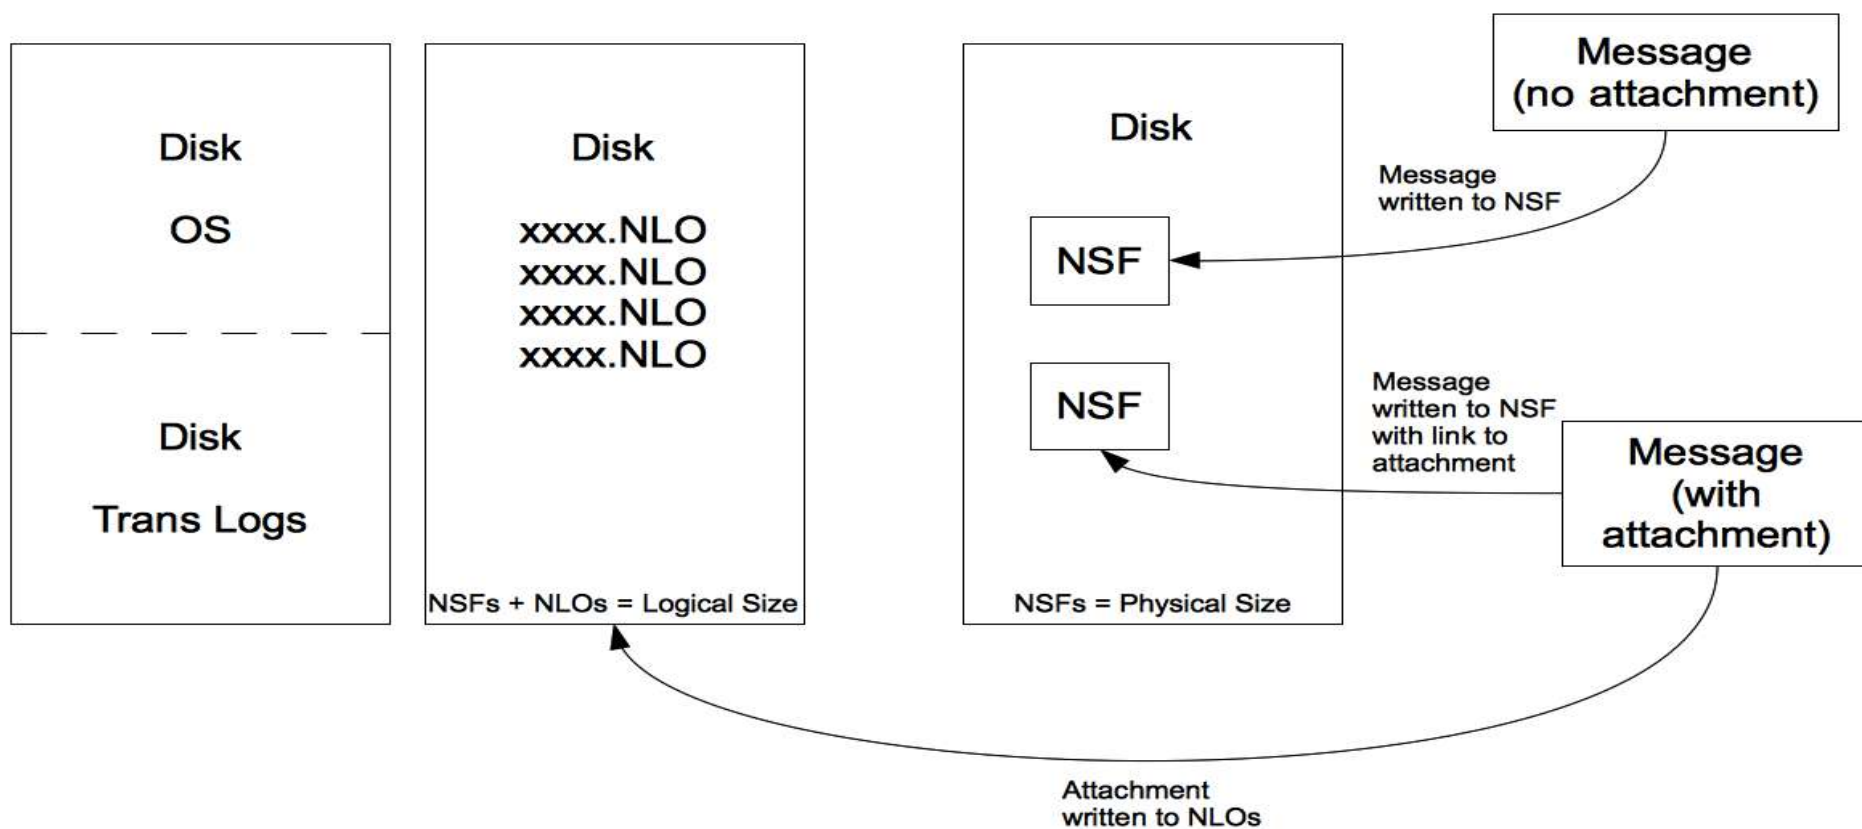 Disk
OS
Disk
Trans Logs
Disk
xxxx.NLO
xxxx.NLO
xxxx.NLO
xxxx.NLO
NSFs + NLOs = Logical Size
Disk
NSF
NSF
NSFs = Physical Size
Message
(no attachment)
Message
written to NSF
Message
written to NSF
with link to
attachment
Message
(with
attachment)
Attachment
written to NLOs